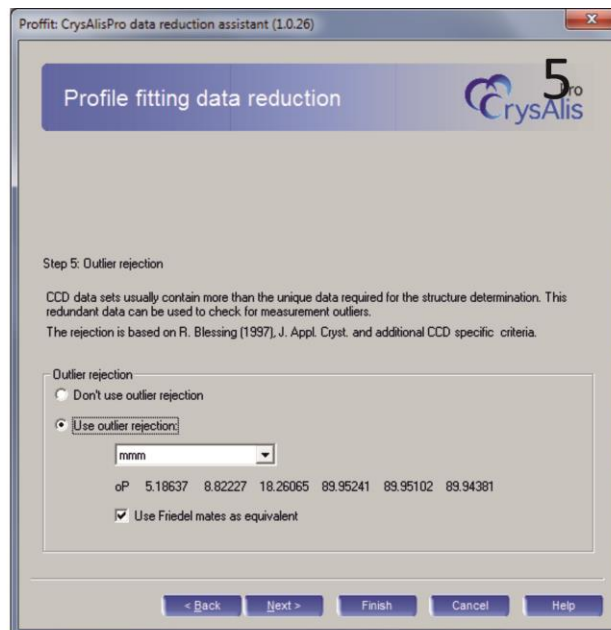 Proffit: CrysAlisPro data reduction assistant (1.0.26)
Profile fitting data reduction
5
CrysAlis Pro
Step 5: Outlier rejection
CCD data sets usually contain more than the unique data required for the structure determination. This
redundant data can be used to check for measurement outliers.
The rejection is based on R. Blessing (1997), J. Appl. Cryst. and additional CCD specific criteria.
Outlier rejection
Don't use outlier rejection
Use outlier rejection:
mmm
oP 5.18637 8.82227 18.26065 89.95241 89.95102 89.94381
Use Friedel mates as equivalent
< Back Next > Finish Cancel Help